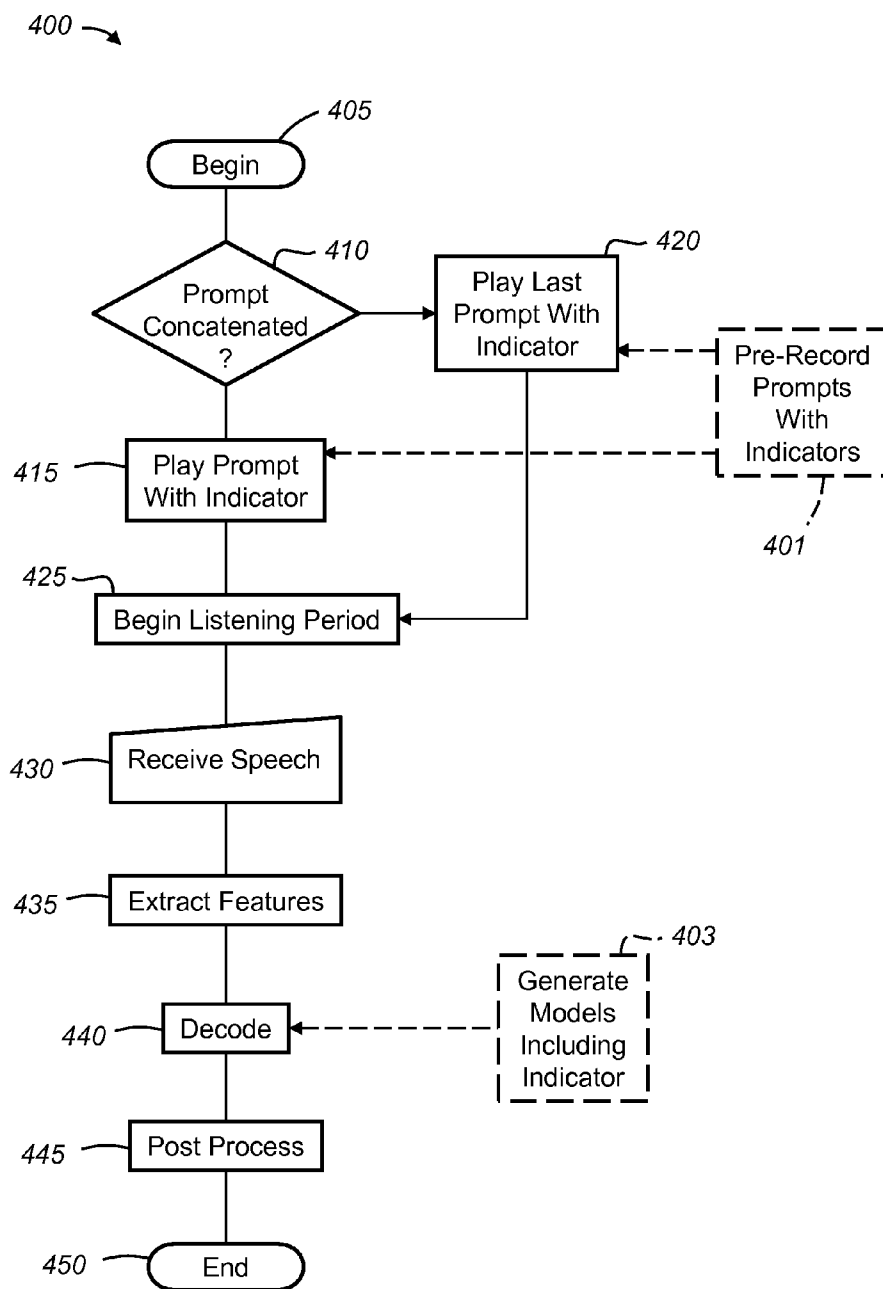 400
405
Begin
410
Prompt
Concatenated
?
420
Play Last
Prompt With
Indicator
Pre-Record
Prompts
With
Indicators
401
415
Play Prompt
With Indicator
425
Begin Listening Period
430
Receive Speech
435
Extract Features
403
Generate
Models
Including
Indicator
440
Decode
445
Post Process
450
End